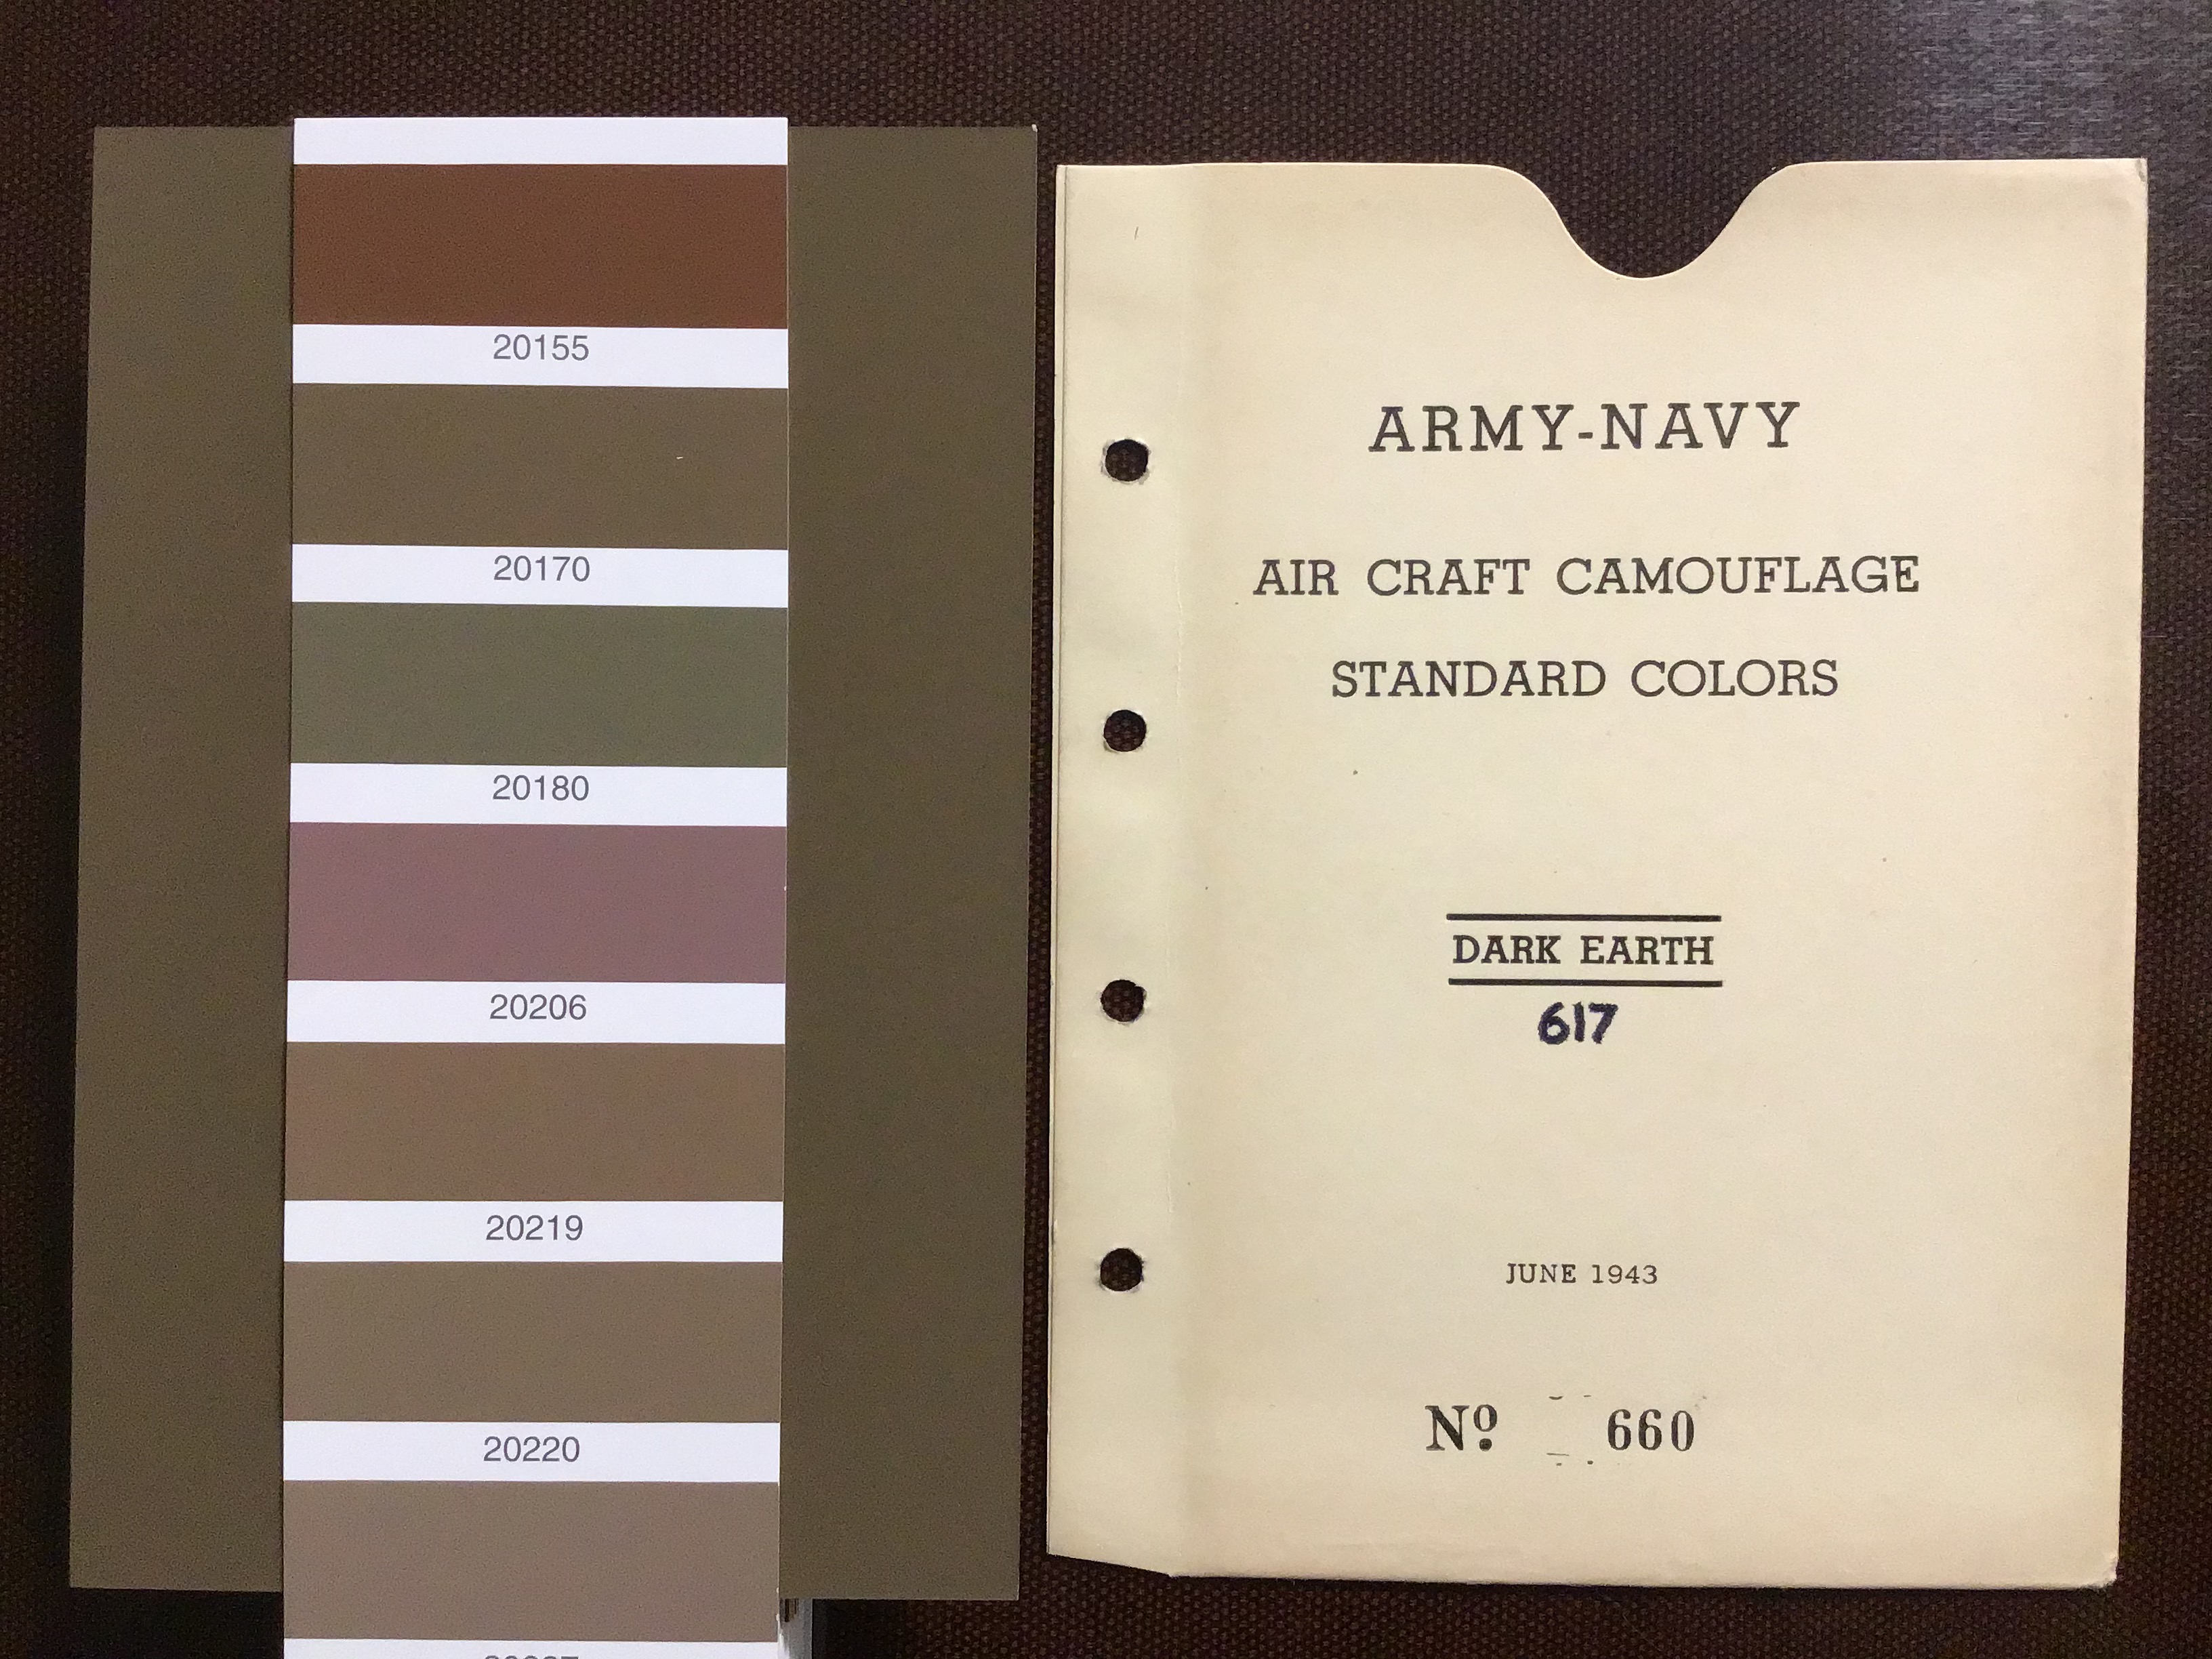 20155
20170
20180
20206
20219
20220
ARMY-NAVY
AIR CRAFT CAMOUFLAGE
STANDARD COLORS
DARK EARTH
617
JUNE 1943
Nº 660